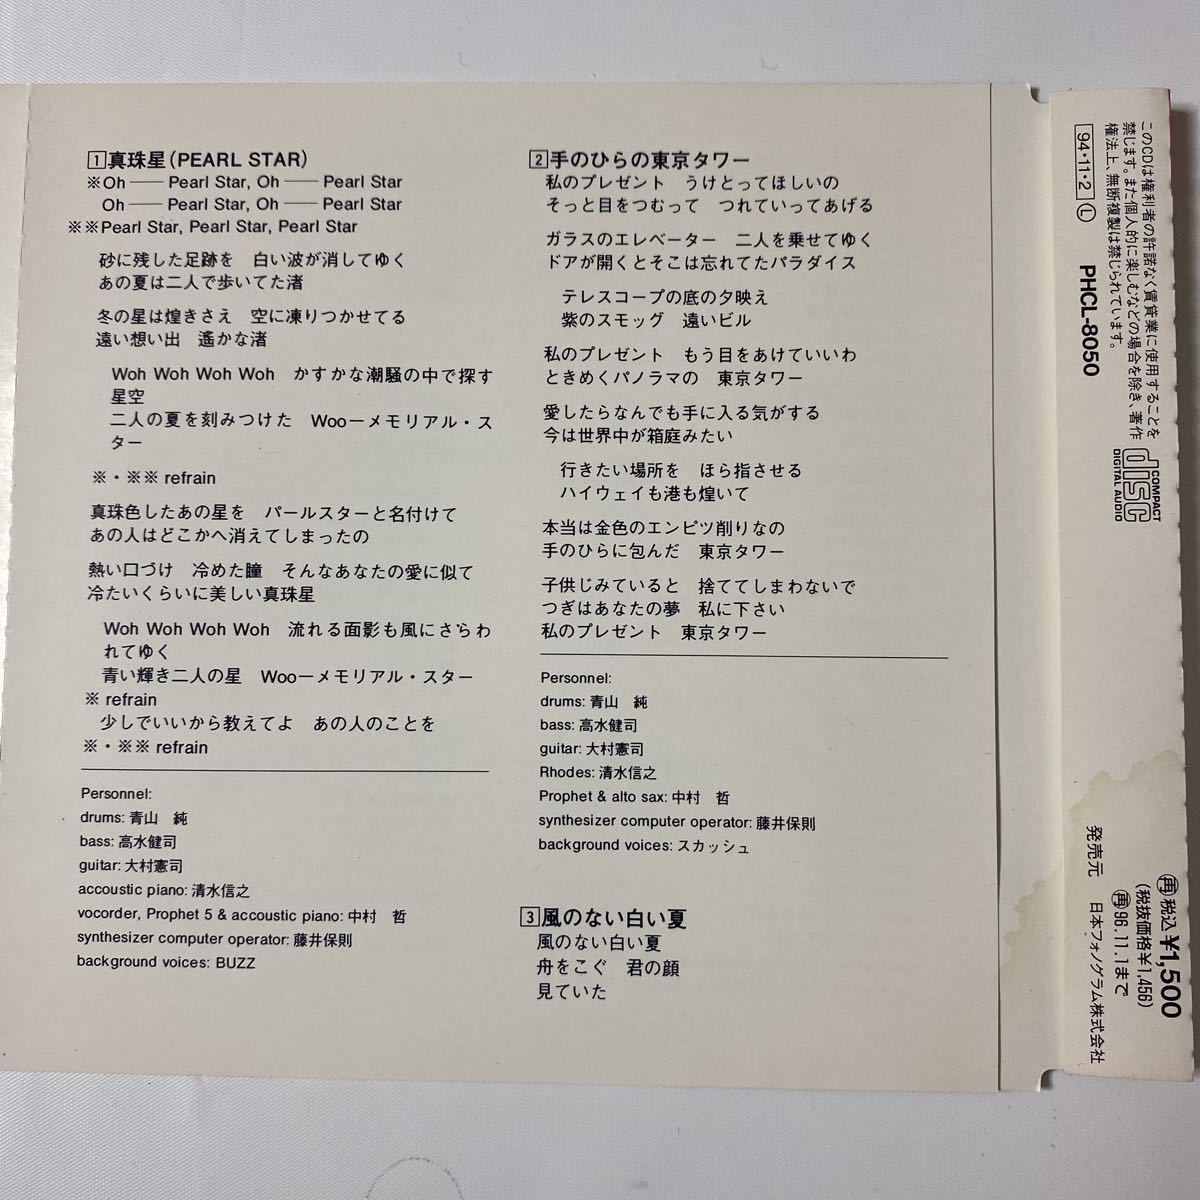 1 真珠星(PEARL STAR)
※Oh ── Pearl Star, Oh ── Pearl Star
Oh ── Pearl Star, Oh ── Pearl Star
※※Pearl Star, Pearl Star, Pearl Star
砂に残した足跡を　白い波が消してゆく
あの夏は二人で歩いてた渚
冬の星は煌きさえ　空に凍りつかせてる
遠い想い出　遙かな渚
Woh Woh Woh Woh　かすかな潮騒の中で探す
星空
二人の夏を刻みつけた　Woo―メモリアル・ス
ター
※・※※ refrain
真珠色したあの星を　パールスターと名付けて
あの人はどこかへ消えてしまったの
熱い口づけ　冷めた瞳　そんなあなたの愛に似て
冷たいくらいに美しい真珠星
Woh Woh Woh Woh　流れる面影も風にさらわ
れてゆく
青い輝き二人の星　Woo―メモリアル・スター
※ refrain
少しでいいから教えてよ　あの人のことを
※・※※ refrain
Personnel:
drums: 青山　純
bass: 高水健司
guitar: 大村憲司
accoustic piano: 清水信之
vocorder, Prophet 5 & accoustic piano: 中村　哲
synthesizer computer operator: 藤井保則
background voices: BUZZ
2 手のひらの東京タワー
私のプレゼント　うけとってほしいの
そっと目をつむって　つれていってあげる
ガラスのエレベーター　二人を乗せてゆく
ドアが開くとそこは忘れてたパラダイス
テレスコープの底の夕映え
紫のスモッグ　遠いビル
私のプレゼント　もう目をあけていいわ
ときめくパノラマの　東京タワー
愛したらなんでも手に入る気がする
今は世界中が箱庭みたい
行きたい場所を　ほら指させる
ハイウェイも港も煌いて
本当は金色のエンピツ削りなの
手のひらに包んだ　東京タワー
子供じみていると　捨ててしまわないで
つぎはあなたの夢　私に下さい
私のプレゼント　東京タワー
Personnel:
drums: 青山　純
bass: 高水健司
guitar: 大村憲司
Rhodes: 清水信之
Prophet & alto sax: 中村　哲
synthesizer computer operator: 藤井保則
background voices: スカッシュ
3 風のない白い夏
風のない白い夏
舟をこぐ　君の顔
見ていた
このCDは権利者の許諾なく賃貸業に使用することを
禁じます。また個人的に楽しむなどの場合を除き、著作
権法上、無断複製は禁じられています。
94・11・2 Ⓛ
PHCL-8050
COMPACT
disc
DIGITAL AUDIO
再 税込¥1,500
(税抜価格¥1,456)
再96.11.1まで
発売元　日本フォノグラム株式会社